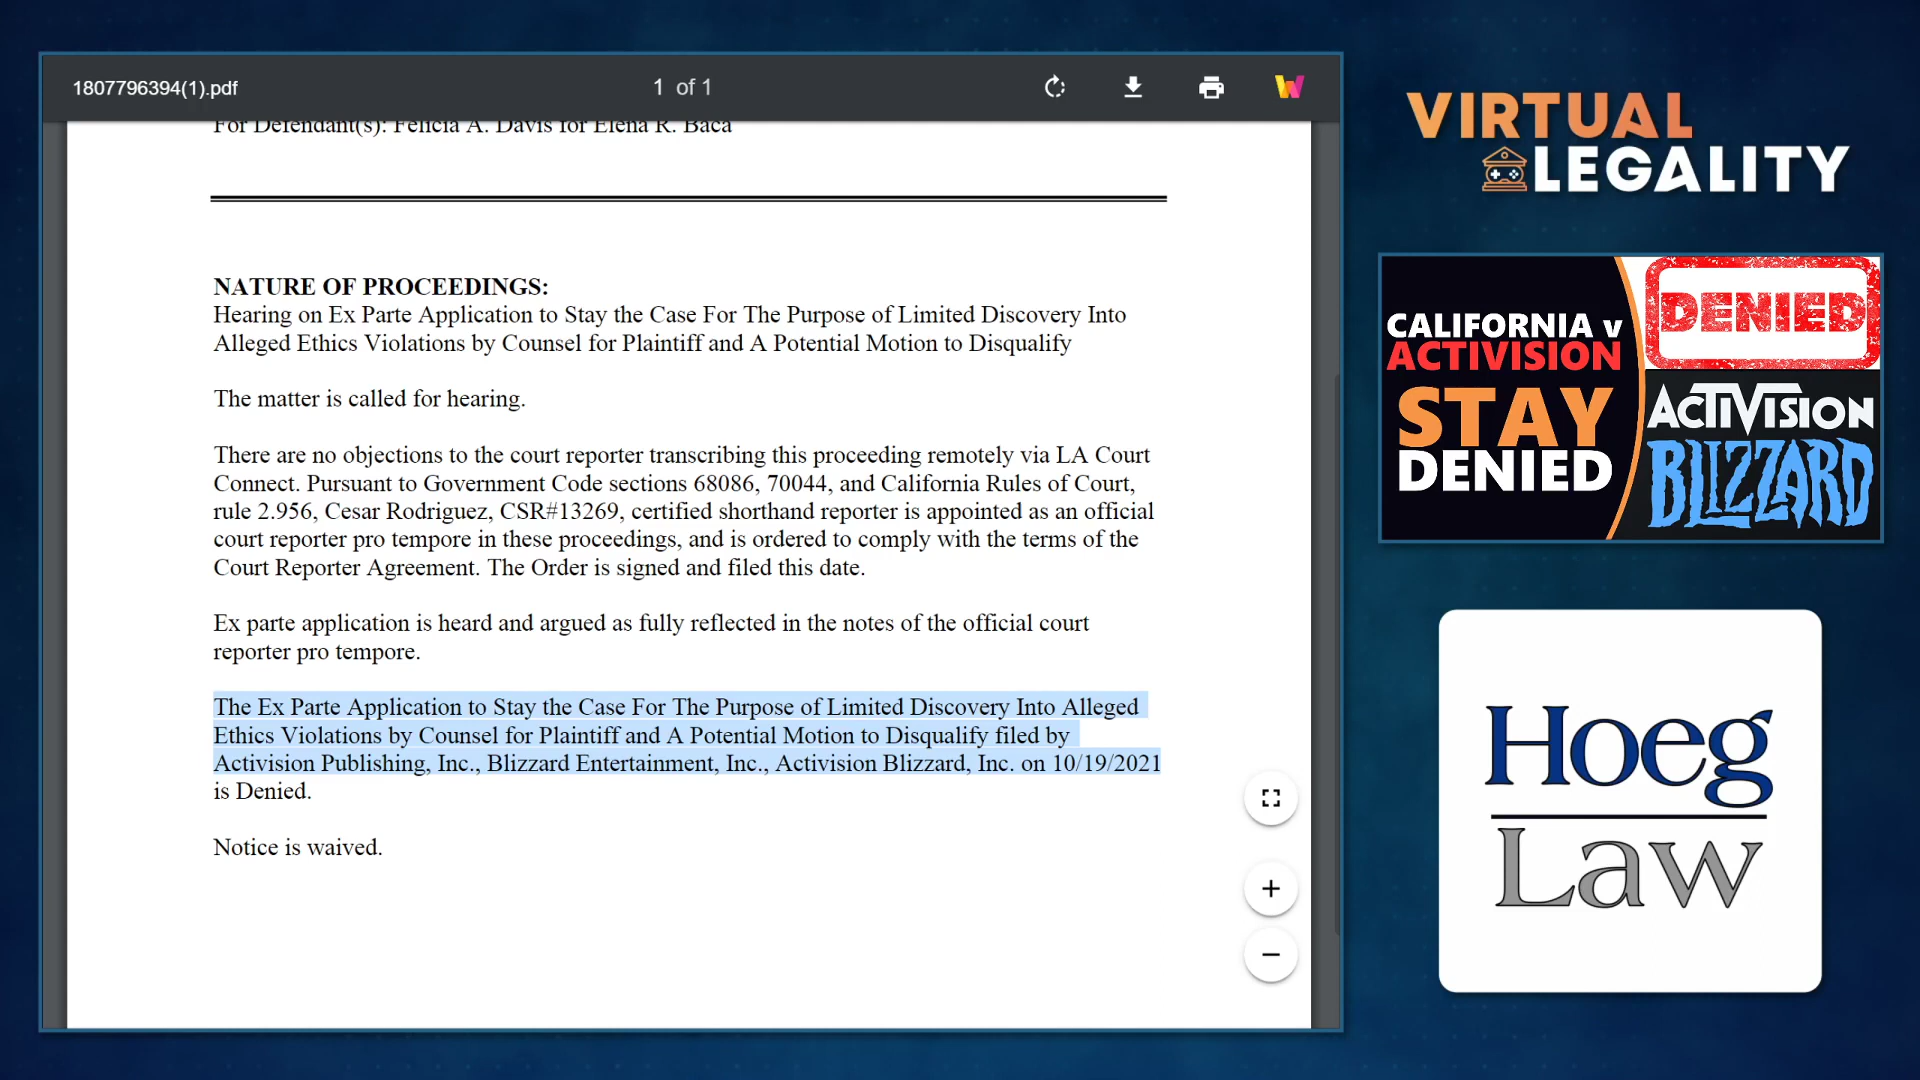 1807796394(1).pdf
1 of 1
For Defendant(s): Felicia A. Davis for Elena R. Baca
NATURE OF PROCEEDINGS:
Hearing on Ex Parte Application to Stay the Case For The Purpose of Limited Discovery Into
Alleged Ethics Violations by Counsel for Plaintiff and A Potential Motion to Disqualify
The matter is called for hearing.
There are no objections to the court reporter transcribing this proceeding remotely via LA Court
Connect. Pursuant to Government Code sections 68086, 70044, and California Rules of Court,
rule 2.956, Cesar Rodriguez, CSR#13269, certified shorthand reporter is appointed as an official
court reporter pro tempore in these proceedings, and is ordered to comply with the terms of the
Court Reporter Agreement. The Order is signed and filed this date.
Ex parte application is heard and argued as fully reflected in the notes of the official court
reporter pro tempore.
The Ex Parte Application to Stay the Case For The Purpose of Limited Discovery Into Alleged
Ethics Violations by Counsel for Plaintiff and A Potential Motion to Disqualify filed by
Activision Publishing, Inc., Blizzard Entertainment, Inc., Activision Blizzard, Inc. on 10/19/2021
is Denied.
Notice is waived.
VIRTUAL
LEGALITY
CALIFORNIA v
ACTIVISION
STAY
DENIED
DENIED
ACTIVISION
BLIZZARD
Hoeg
Law